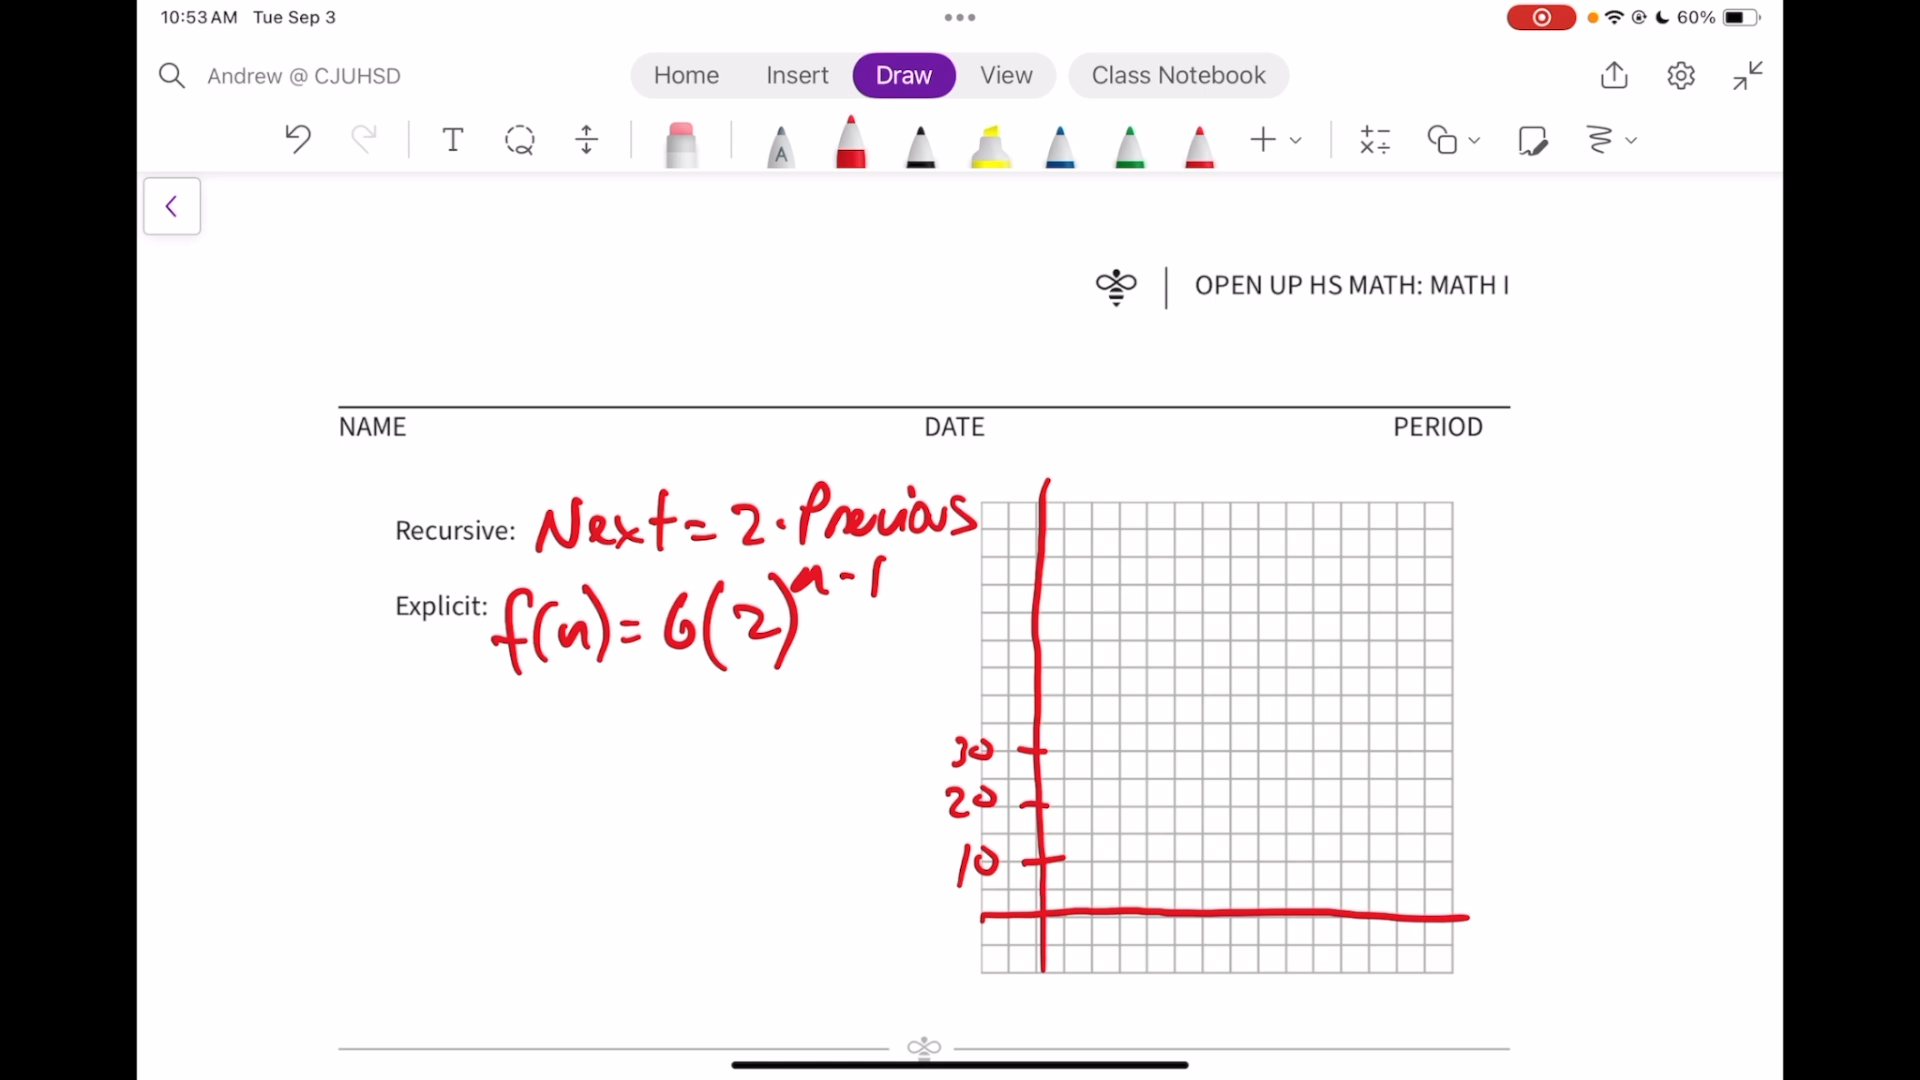 10:53 AM Tue Sep 3
60%
Andrew @ CJUHSD
Home Insert Draw View Class Notebook
T
A
OPEN UP HS MATH: MATH I
NAME DATE PERIOD
Recursive: Next = 2 · Previous
Explicit: f(n) = 6(2)^n-1
30
20
10